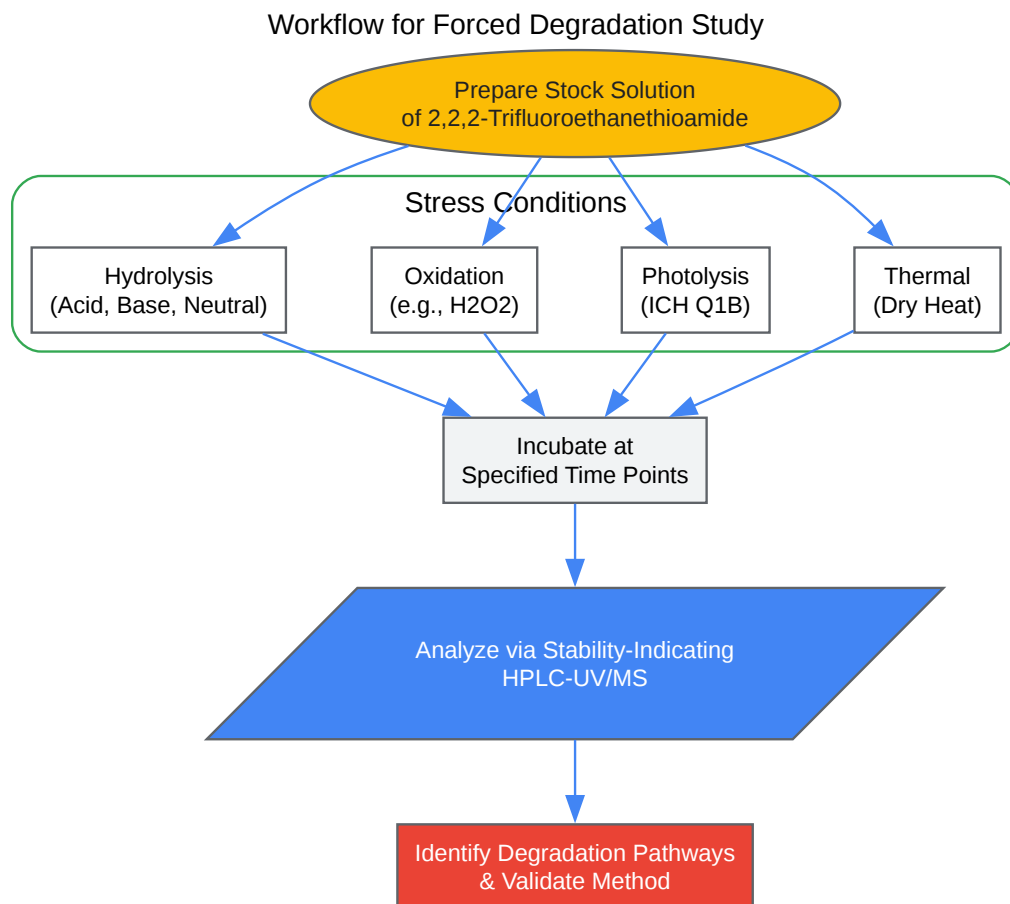 Workflow for Forced Degradation Study
Prepare Stock Solution
of 2,2,2-Trifluoroethanethioamide
Stress Conditions
Hydrolysis
(Acid, Base, Neutral)
Oxidation
(e.g., H2O2)
Photolysis
(ICH Q1B)
Thermal
(Dry Heat)
Incubate at
Specified Time Points
Analyze via Stability-Indicating
HPLC-UV/MS
Identify Degradation Pathways
& Validate Method